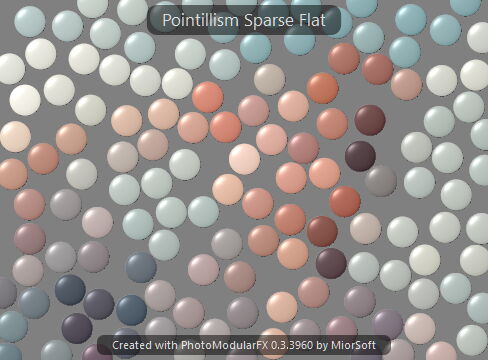 Pointillism Sparse Flat
Created with PhotoModularFX 0.3.3960 by MiorSoft